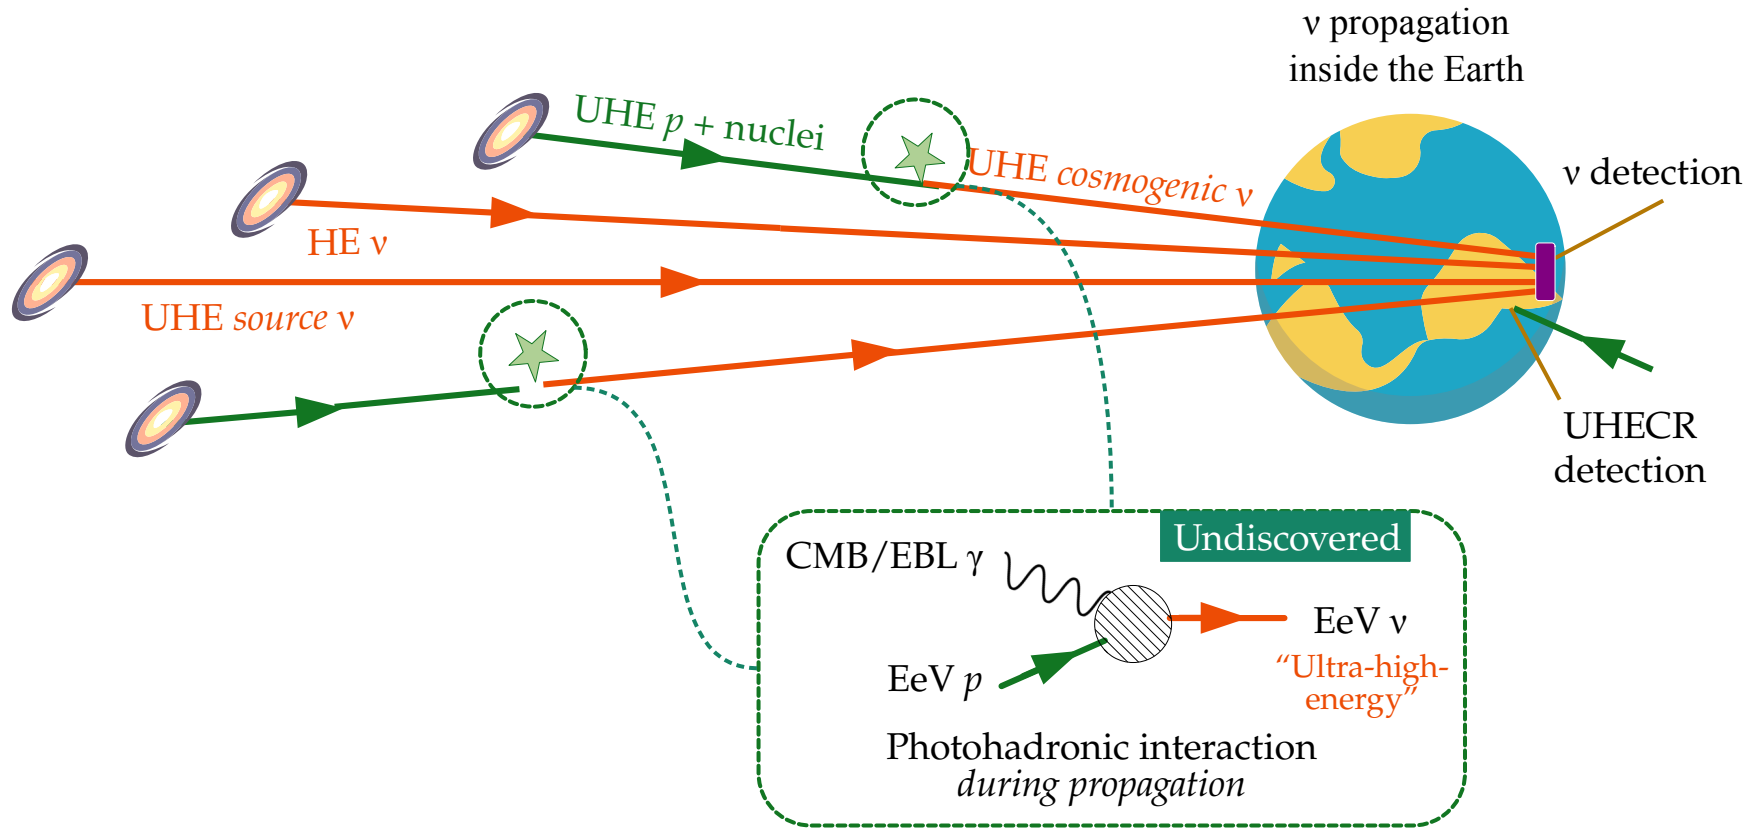 ν propagation
inside the Earth
UHE p + nuclei
UHE cosmogenic ν
ν detection
HE ν
UHE source ν
UHECR
detection
Undiscovered
CMB/EBL γ
EeV ν
“Ultra-high-
energy”
EeV p
Photohadronic interaction
during propagation